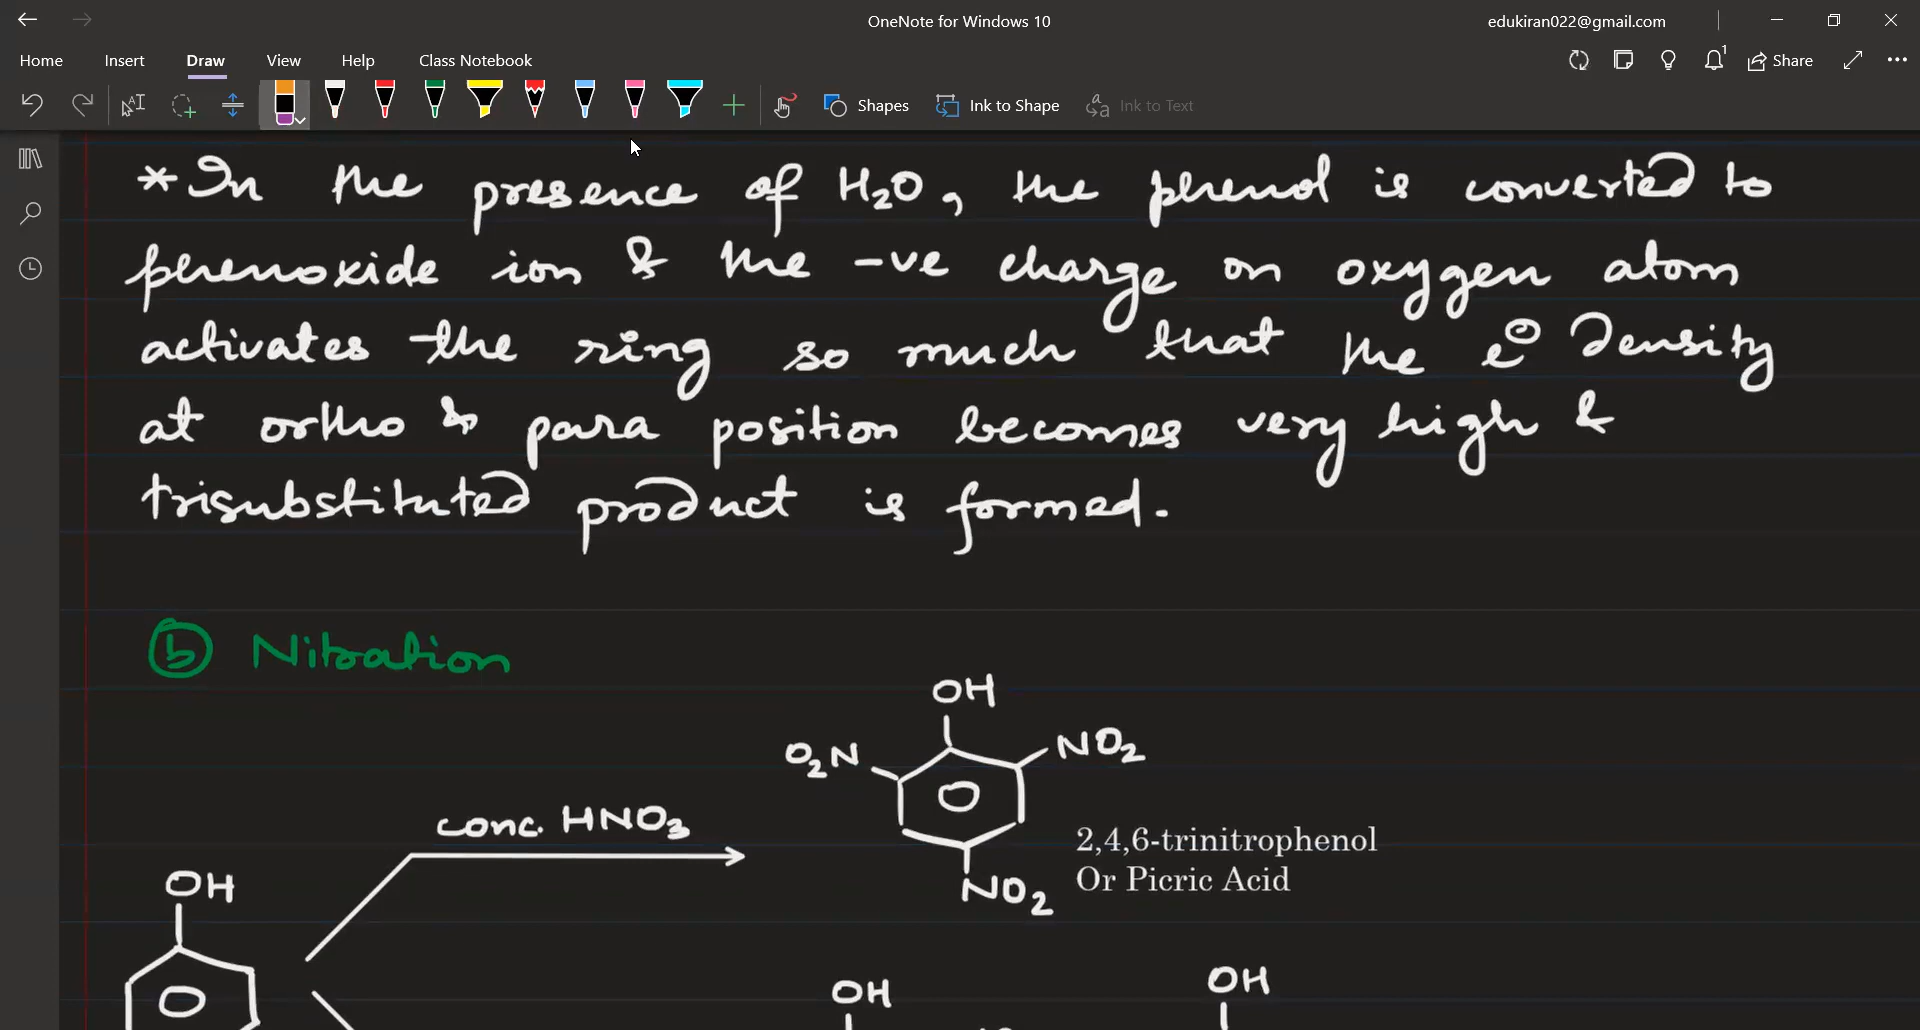 OneNote for Windows 10
edukiran022@gmail.com
Home Insert Draw View Help Class Notebook
1
Share
Shapes Ink to Shape Ink to Text
*In the presence of H₂O, the phenol is converted to
phenoxide ion & the -ve charge on oxygen atom
activates the ring so much that the e⊖ density
at ortho & para position becomes very high &
trisubstituted product is formed.
b Nitration
OH
O₂N
NO₂
conc. HNO₃
2,4,6-trinitrophenol
Or Picric Acid
NO₂
OH
OH
OH